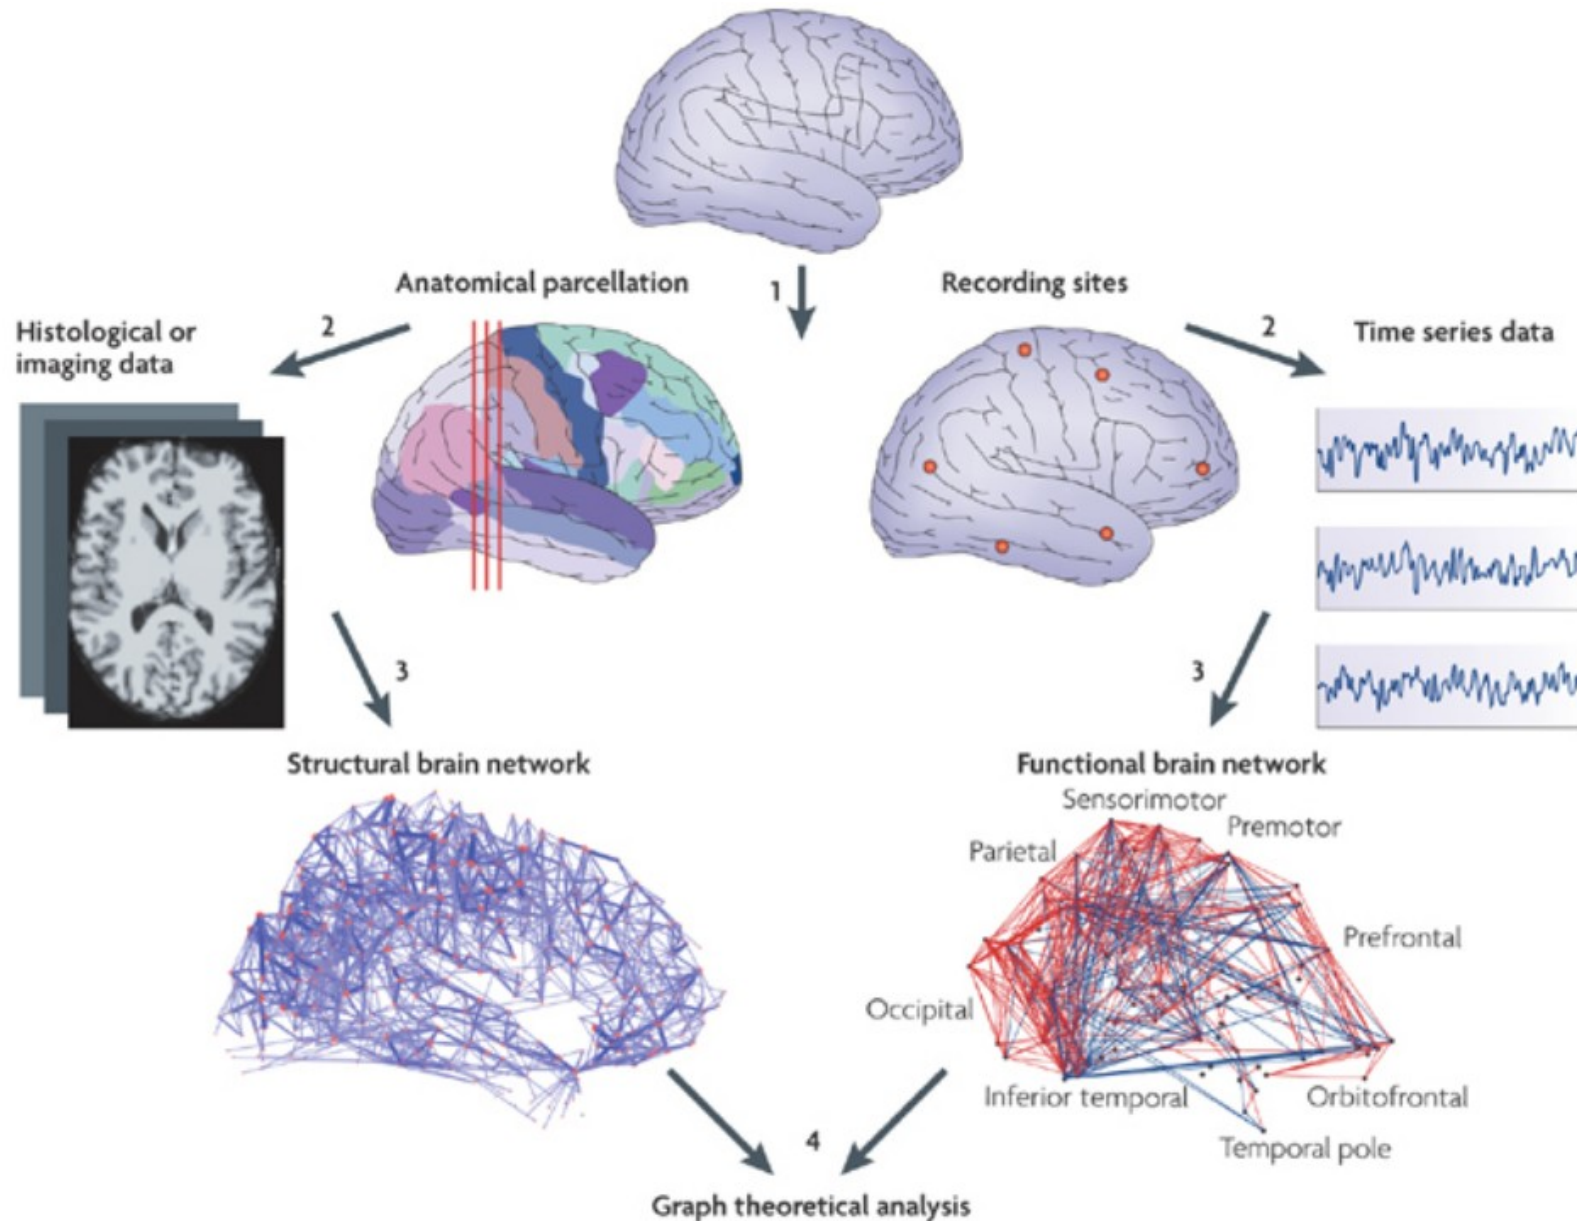 Anatomical parcellation
1
Recording sites
Histological or
imaging data
2
2
Time series data
3
3
Structural brain network
Functional brain network
Sensorimotor
Premotor
Parietal
Prefrontal
Occipital
Inferior temporal
Orbitofrontal
Temporal pole
4
Graph theoretical analysis